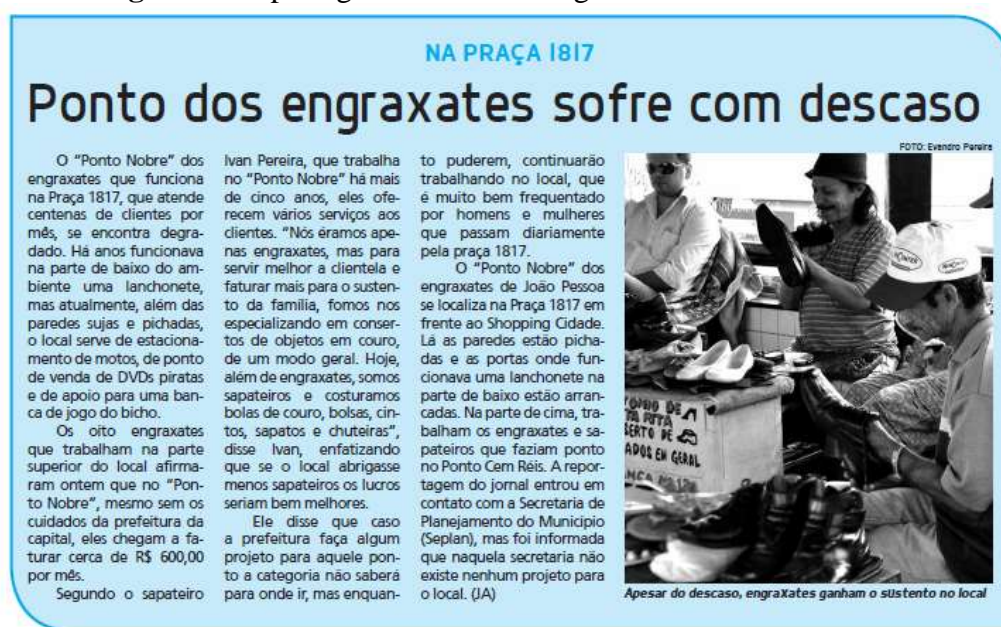 NA PRAÇA 1817
Ponto dos engraxates sofre com descaso
FOTO: Evandro Pereira
O "Ponto Nobre" dos
engraxates que funciona
na Praça 1817, que atende
centenas de clientes por
mês, se encontra degra-
dado. Há anos funcionava
na parte de baixo do am-
biente uma lanchonete,
mas atualmente, além das
paredes sujas e pichadas,
o local serve de estaciona-
mento de motos, de ponto
de venda de DVDs piratas
e de apoio para uma ban-
ca de jogo do bicho.
Os oito engraxates
que trabalham na parte
superior do local afirma-
ram ontem que no "Pon-
to Nobre", mesmo sem os
cuidados da prefeitura da
capital, eles chegam a fa-
turar cerca de R$ 600,00
por mês.
Segundo o sapateiro
Ivan Pereira, que trabalha
no "Ponto Nobre" há mais
de cinco anos, eles ofe-
recem vários serviços aos
clientes. "Nós éramos ape-
nas engraxates, mas para
servir melhor a clientela e
faturar mais para o susten-
to da família, fomos nos
especializando em conser-
tos de objetos em couro,
de um modo geral. Hoje,
além de engraxates, somos
sapateiros e costuramos
bolas de couro, bolsas, cin-
tos, sapatos e chuteiras",
disse Ivan, enfatizando
que se o local abrigasse
menos sapateiros os lucros
seriam bem melhores.
Ele disse que caso
a prefeitura faça algum
projeto para aquele pon-
to a categoria não saberá
para onde ir, mas enquan-
to puderem, continuarão
trabalhando no local, que
é muito bem frequentado
por homens e mulheres
que passam diariamente
pela praça 1817.
O "Ponto Nobre" dos
engraxates de João Pessoa
se localiza na Praça 1817 em
frente ao Shopping Cidade.
Lá as paredes estão picha-
das e as portas onde fun-
cionava uma lanchonete na
parte de baixo estão arran-
cadas. Na parte de cima, tra-
balham os engraxates e sa-
pateiros que faziam ponto
no Ponto Cem Réis. A repor-
tagem do jornal entrou em
contato com a Secretaria de
Planejamento do Município
(Seplan), mas foi informada
que naquela secretaria não
existe nenhum projeto para
o local. (JA)
DE
SERTO DE
ADOS EM GERAL
Apesar do descaso, engraxates ganham o sustento no local